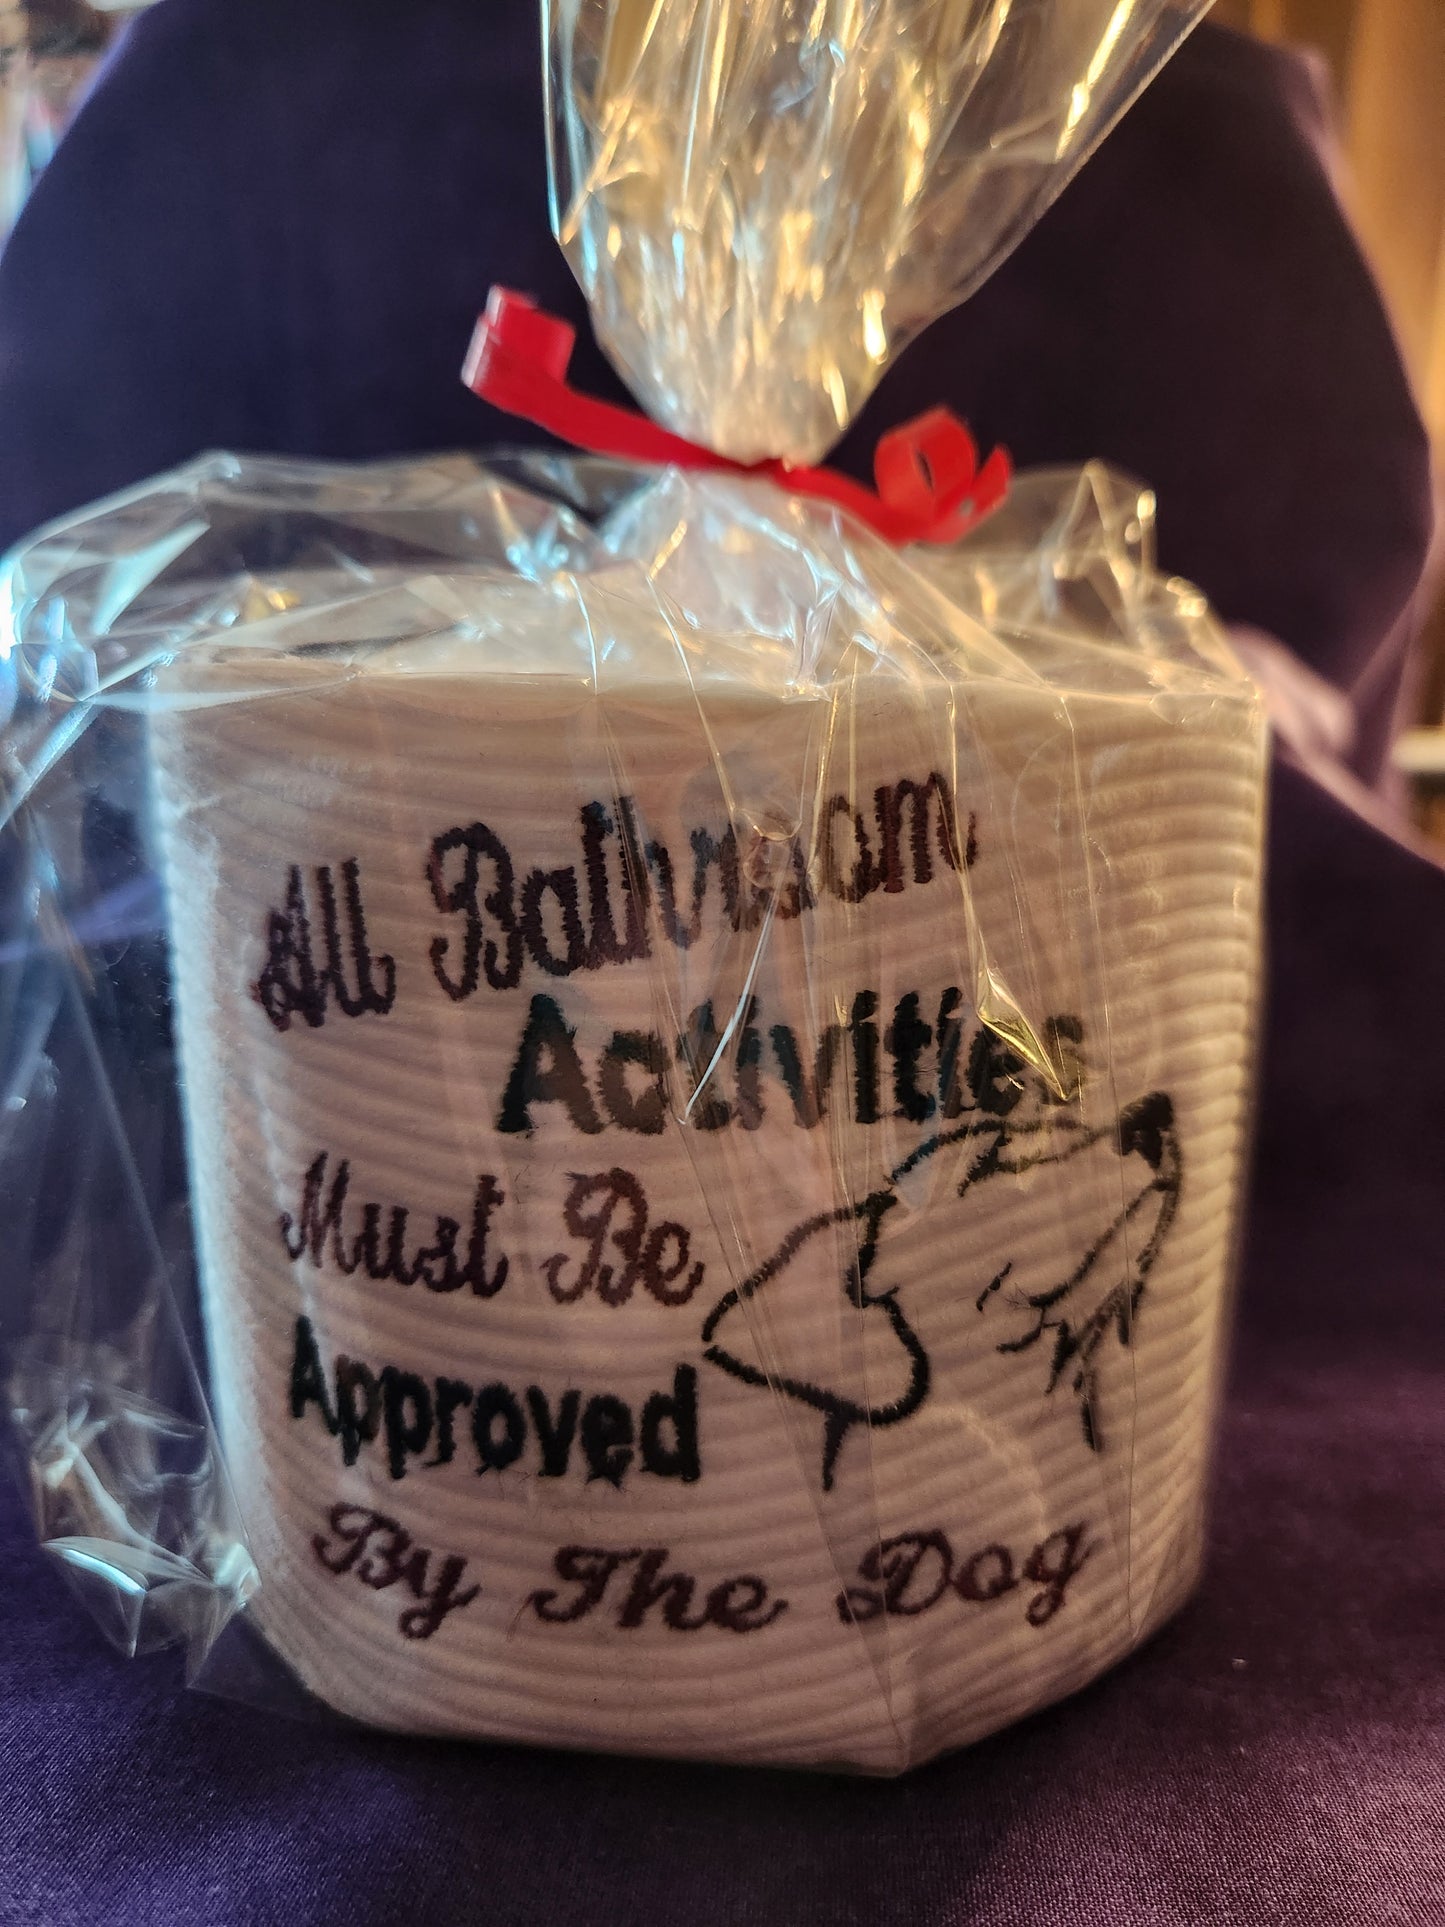 All Bathroom
Activities
Must Be
Approved
By The Dog